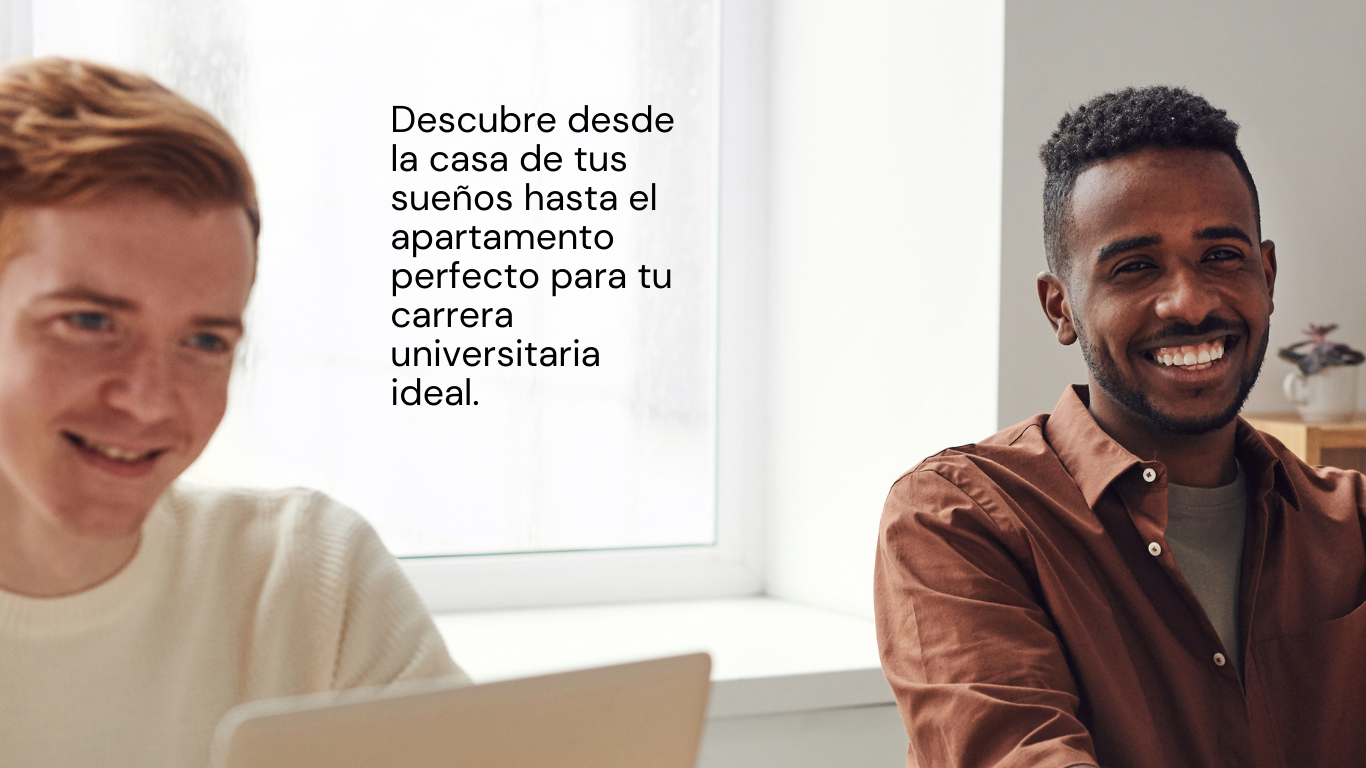 Descubre desde
la casa de tus
sueños hasta el
apartamento
perfecto para tu
carrera
universitaria
ideal.